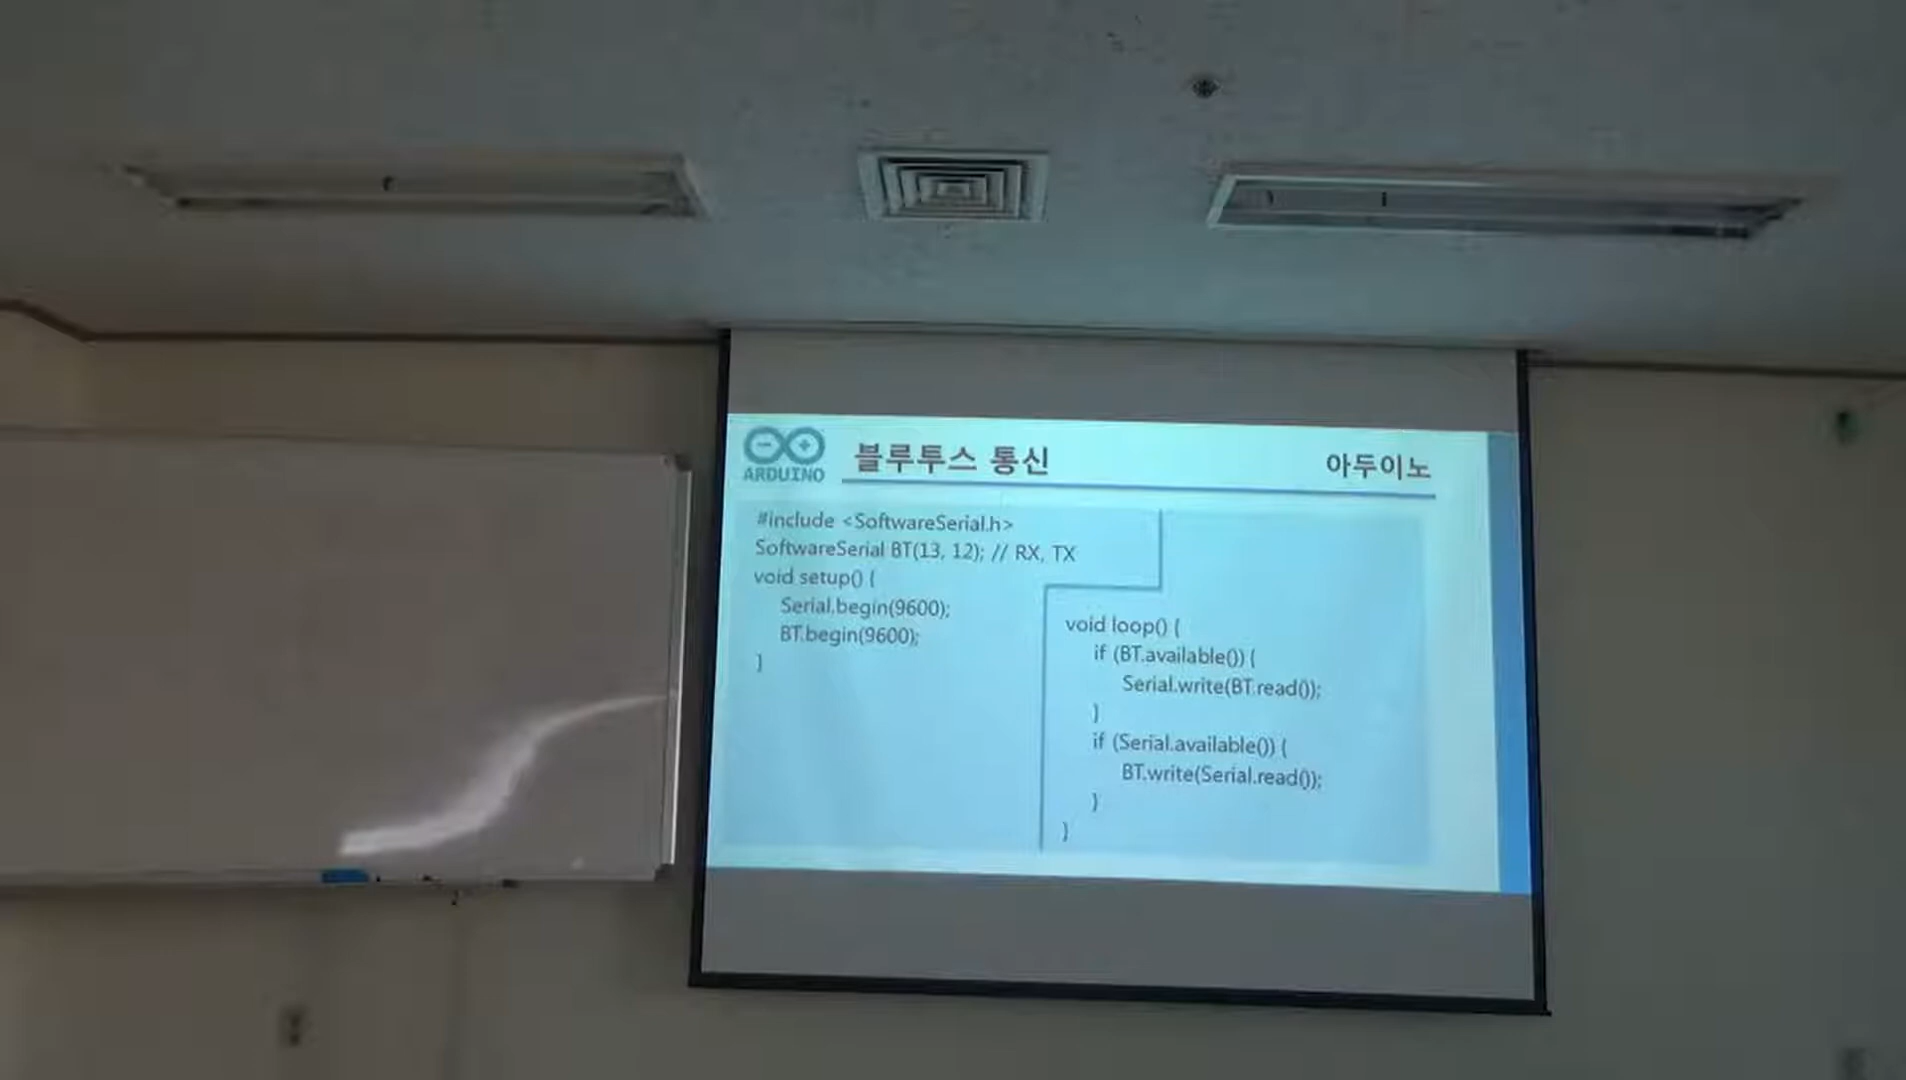 ARDUINO
블루투스 통신
아두이노
#include <SoftwareSerial.h>
SoftwareSerial BT(13, 12); // RX, TX
void setup() {
Serial.begin(9600);
BT.begin(9600);
}
void loop() {
if (BT.available()) {
Serial.write(BT.read());
}
if (Serial.available()) {
BT.write(Serial.read());
}
}